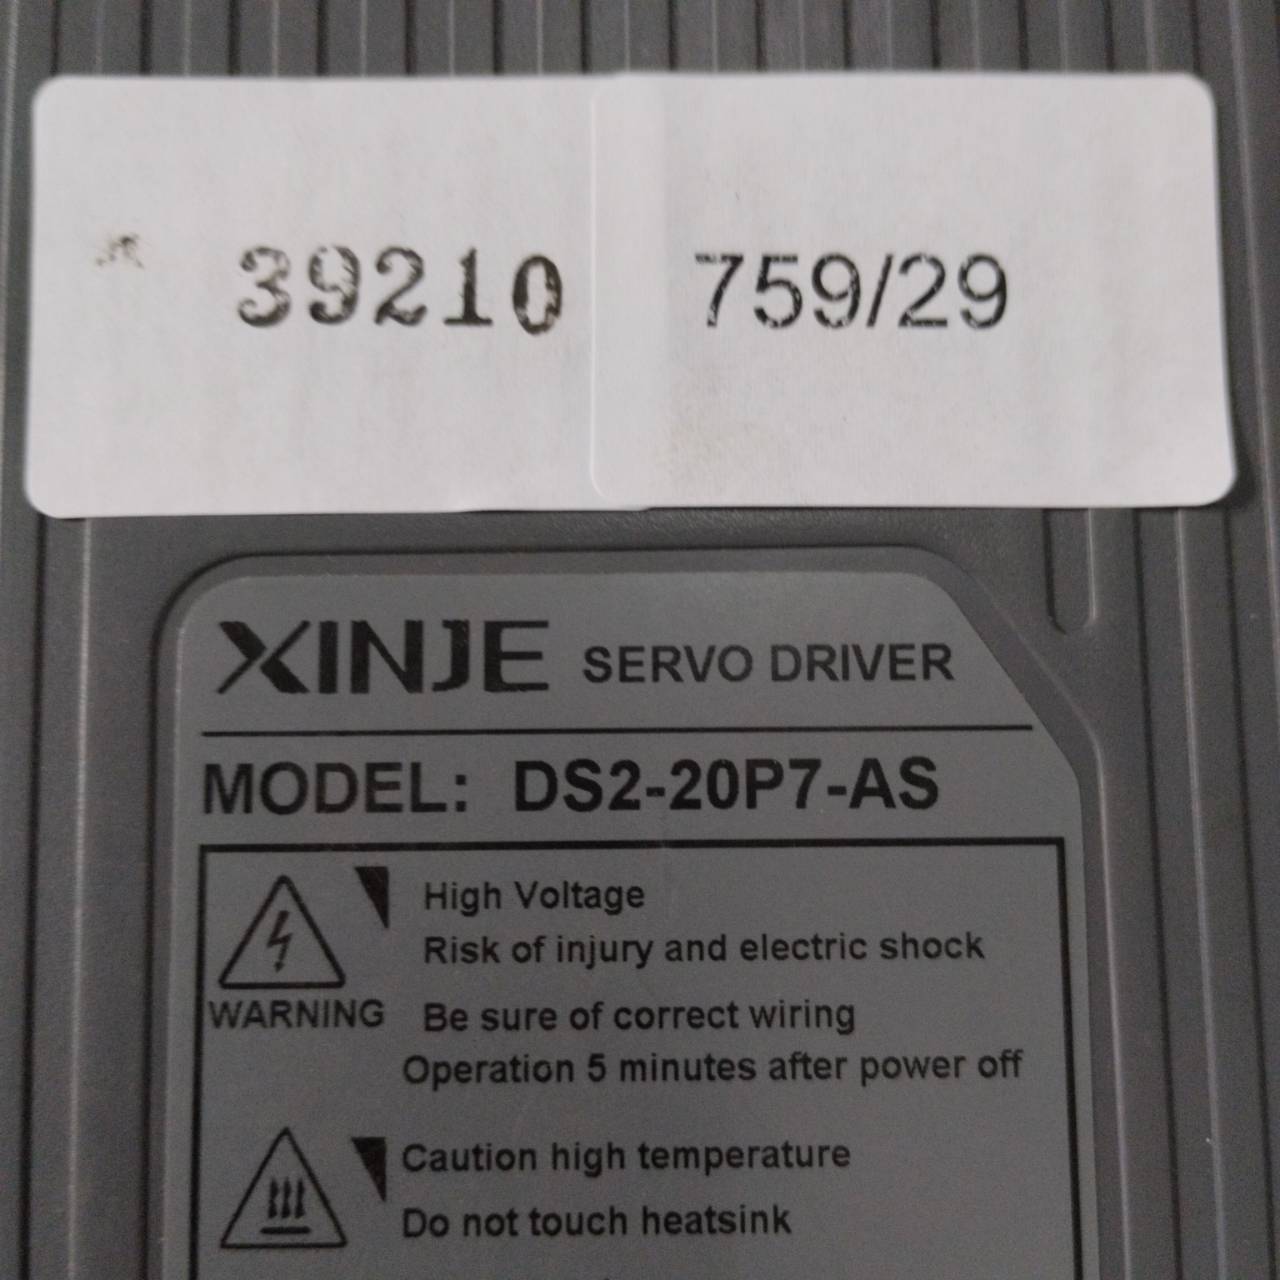 39210 759/29
XINJE SERVO DRIVER
MODEL: DS2-20P7-AS
High Voltage
Risk of injury and electric shock
WARNING Be sure of correct wiring
Operation 5 minutes after power off
Caution high temperature
Do not touch heatsink